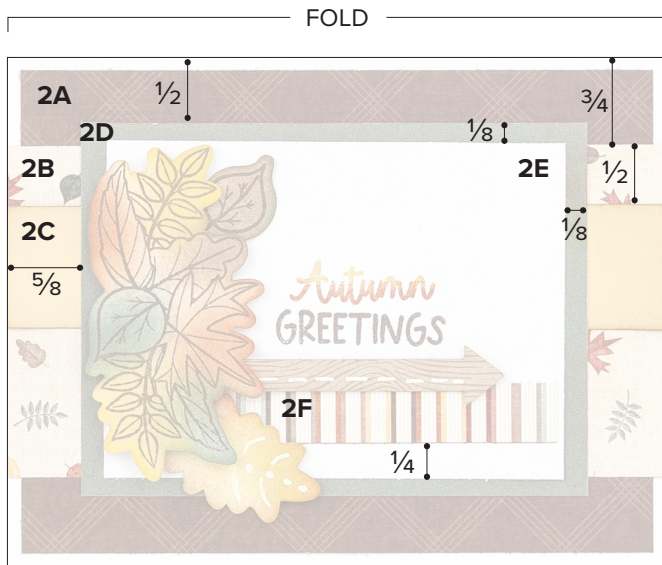 FOLD
2A
½
¾
2D
⅛
2B
2E
½
2C
⅛
⅝
Autumn
GREETINGS
2F
¼